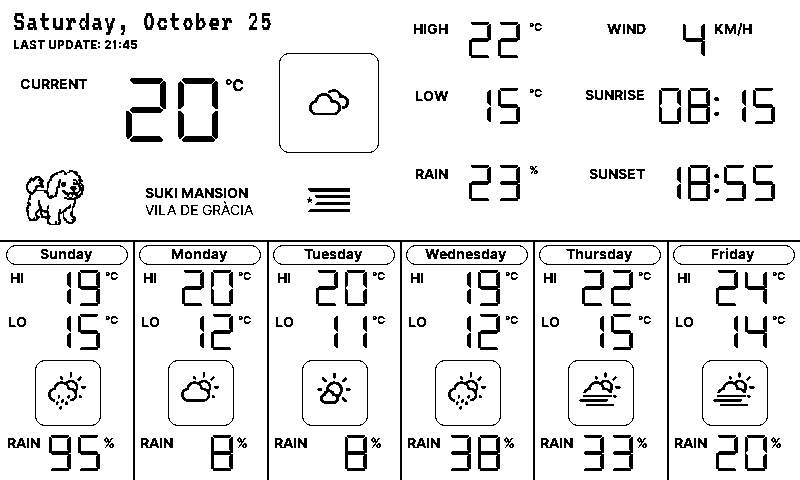 Saturday, October 25
LAST UPDATE: 21:45
CURRENT 20 °C
SUKI MANSION
VILA DE GRÀCIA
HIGH 22 °C
LOW 15 °C
RAIN 23 %
WIND 4 KM/H
SUNRISE 08:15
SUNSET 18:55
Sunday
HI 19 °C
LO 15 °C
RAIN 95 %
Monday
HI 20 °C
LO 12 °C
RAIN 8 %
Tuesday
HI 20 °C
LO 11 °C
RAIN 8 %
Wednesday
HI 19 °C
LO 12 °C
RAIN 38 %
Thursday
HI 22 °C
LO 15 °C
RAIN 33 %
Friday
HI 24 °C
LO 14 °C
RAIN 20 %